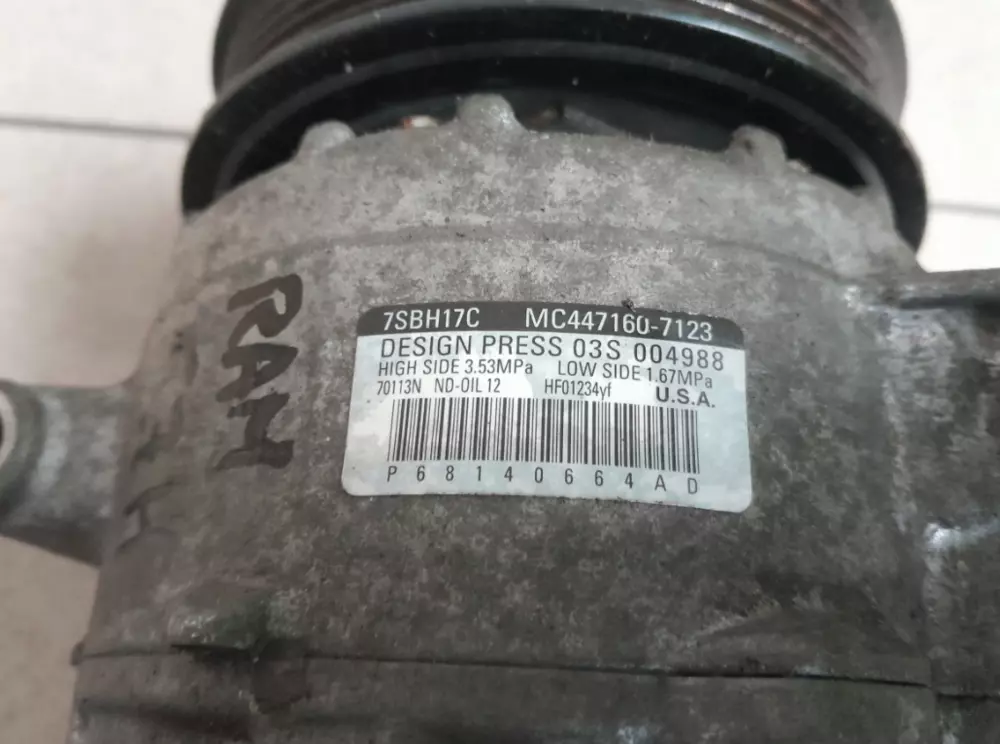 7SBH17C MC447160-7123
DESIGN PRESS 03S 004988
HIGH SIDE 3.53MPa LOW SIDE 1.67MPa
70113N ND-OIL 12 HF01234yf U.S.A.
P68140664AD
RAH